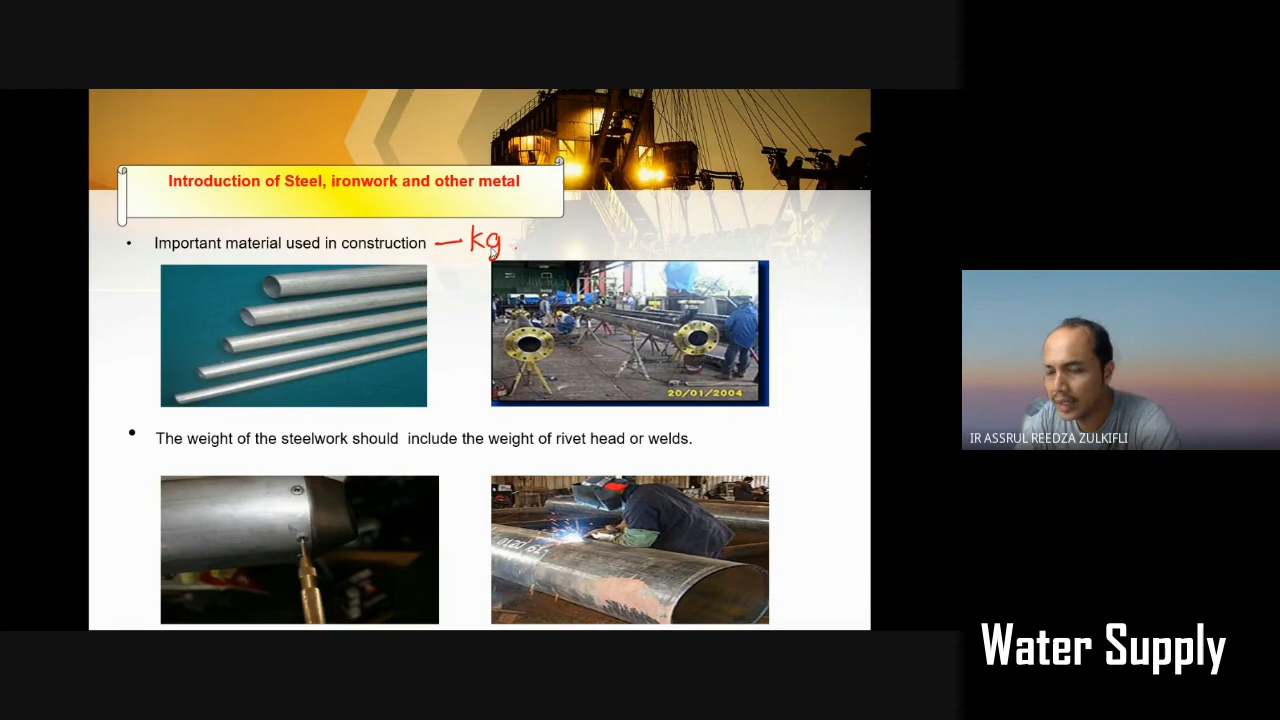 Introduction of Steel, ironwork and other metal
• Important material used in construction — kg
20/01/2004
• The weight of the steelwork should include the weight of rivet head or welds.
IR ASSRUL REEDZA ZULKIFLI
Water Supply